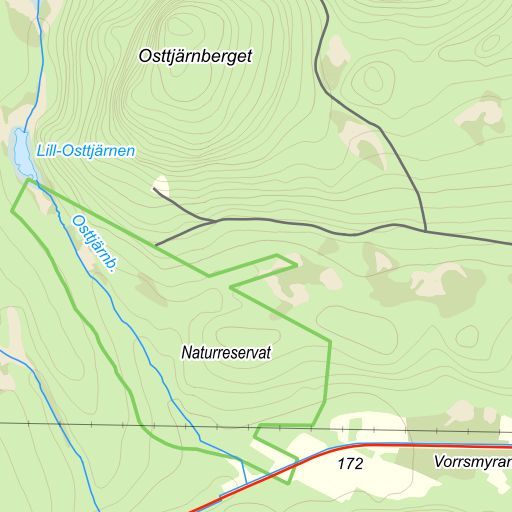 Osttjärnberget
Lill-Osttjärnen
Osttjärnb.
Naturreservat
172
Vorrsmyran